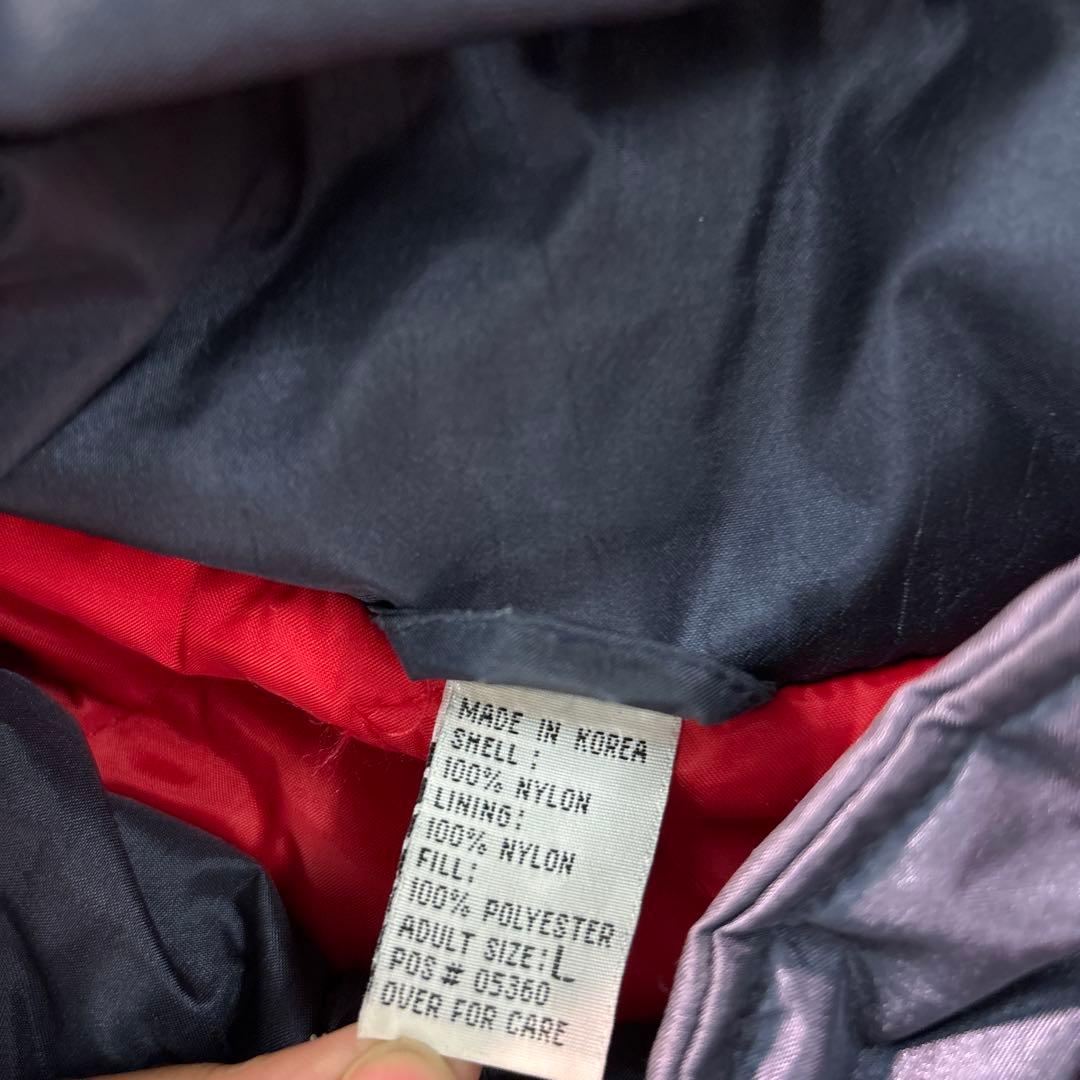 MADE IN KOREA
SHELL:
100% NYLON
LINING:
100% NYLON
FILL:
100% POLYESTER
ADULT SIZE: L
POS # 05360
OVER FOR CARE